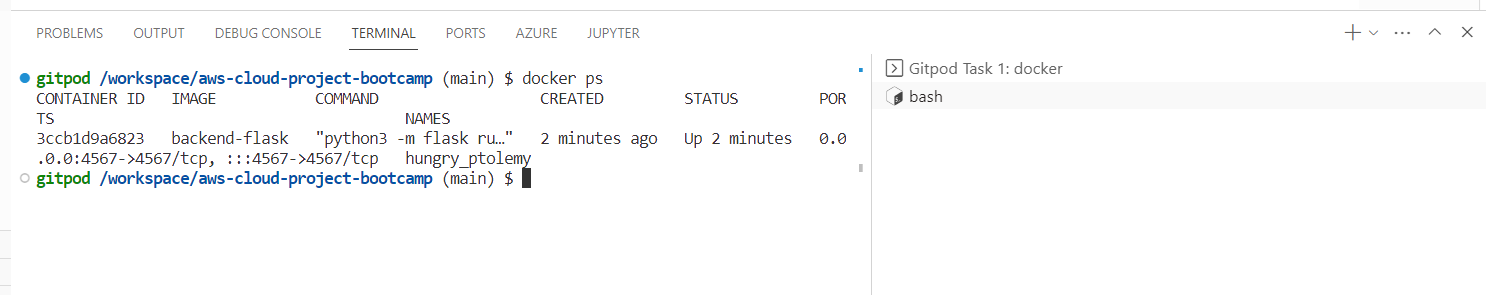 PROBLEMS OUTPUT DEBUG CONSOLE TERMINAL PORTS AZURE JUPYTER
gitpod /workspace/aws-cloud-project-bootcamp (main) $ docker ps
CONTAINER ID   IMAGE           COMMAND                  CREATED         STATUS         POR
TS                                       NAMES
3ccb1d9a6823   backend-flask   "python3 -m flask ru…"   2 minutes ago   Up 2 minutes   0.0
.0.0:4567->4567/tcp, :::4567->4567/tcp   hungry_ptolemy
gitpod /workspace/aws-cloud-project-bootcamp (main) $
Gitpod Task 1: docker
bash